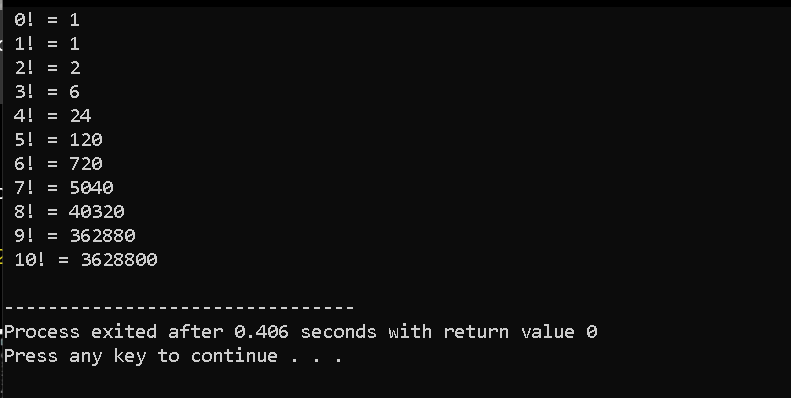 0! = 1
1! = 1
2! = 2
3! = 6
4! = 24
5! = 120
6! = 720
7! = 5040
8! = 40320
9! = 362880
10! = 3628800
--------------------------------
Process exited after 0.406 seconds with return value 0
Press any key to continue . . .